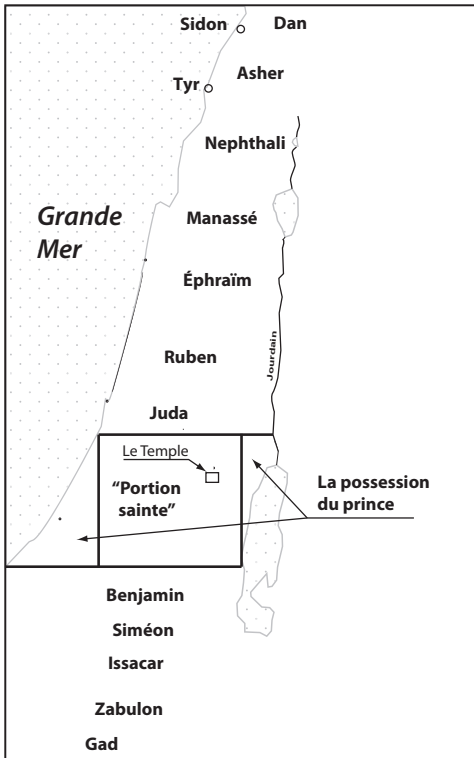 Sidon
Dan
Asher
Tyr
Nephthali
Grande
Mer
Manassé
Éphraïm
Ruben
Jourdain
Juda
Le Temple
“Portion
sainte”
La possession
du prince
Benjamin
Siméon
Issacar
Zabulon
Gad